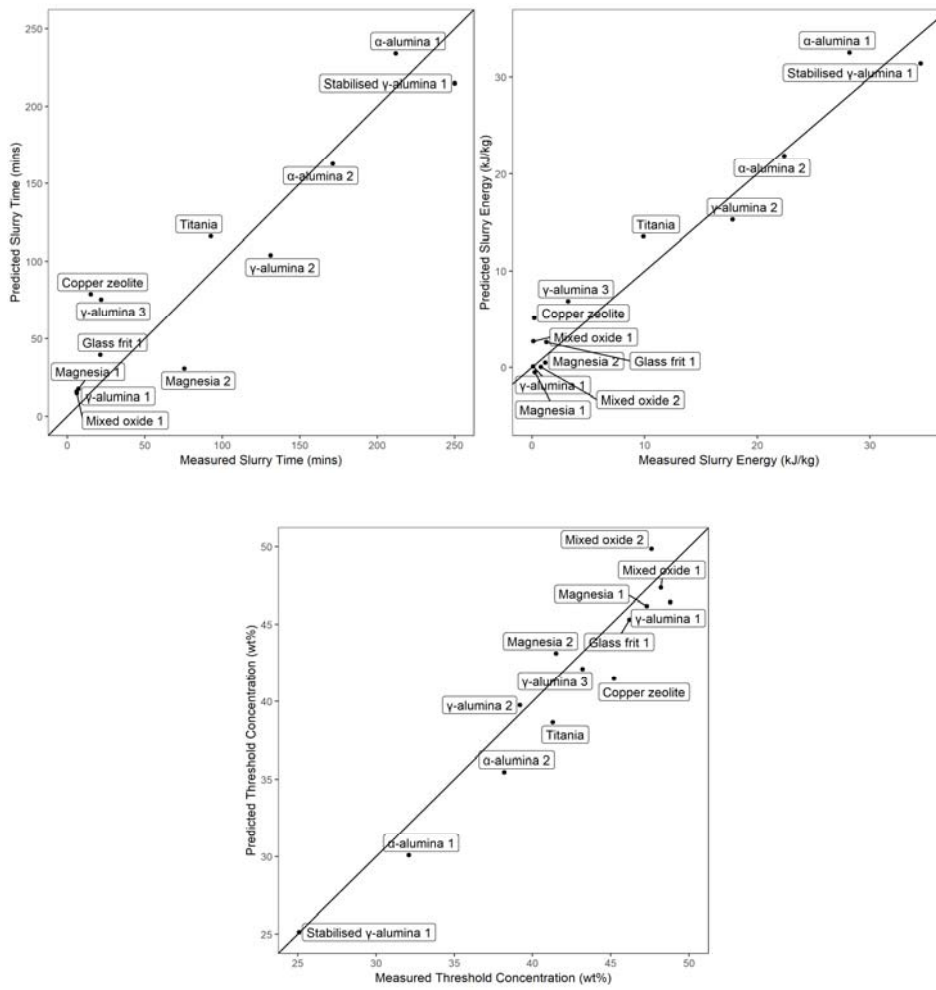 Predicted Slurry Time (mins)
250
200
150
100
50
0
α-alumina 1
Stabilised γ-alumina 1
α-alumina 2
Titania
γ-alumina 2
Copper zeolite
γ-alumina 3
Glass frit 1
Magnesia 1
Magnesia 2
γ-alumina 1
Mixed oxide 1
0 50 100 150 200 250
Measured Slurry Time (mins)
Predicted Slurry Energy (kJ/kg)
30
20
10
0
α-alumina 1
Stabilised γ-alumina 1
α-alumina 2
γ-alumina 2
Titania
γ-alumina 3
Copper zeolite
Mixed oxide 1
Magnesia 2
Glass frit 1
γ-alumina 1
Mixed oxide 2
Magnesia 1
0 10 20 30
Measured Slurry Energy (kJ/kg)
Predicted Threshold Concentration (wt%)
50
45
40
35
30
25
Mixed oxide 2
Mixed oxide 1
Magnesia 1
γ-alumina 1
Glass frit 1
Magnesia 2
γ-alumina 3
Copper zeolite
γ-alumina 2
Titania
α-alumina 2
α-alumina 1
Stabilised γ-alumina 1
25 30 35 40 45 50
Measured Threshold Concentration (wt%)